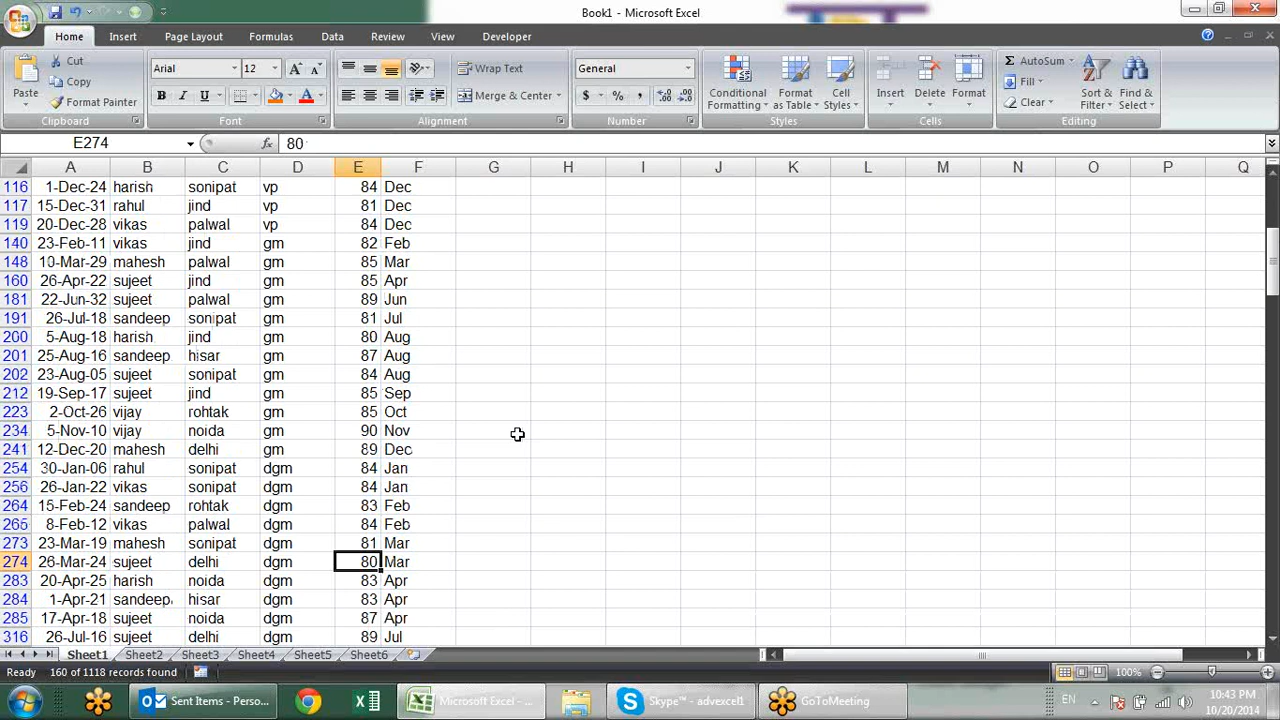 Book1 - Microsoft Excel
Home Insert Page Layout Formulas Data Review View Developer
Paste Cut Arial 12 Wrap Text General Conditional Formatting Format as Table Cell Styles Insert Delete Format AutoSum Sort & Filter Find & Select
Copy Fill
Format Painter B I U Merge & Center $ % , Clear
Clipboard Font Alignment Number Styles Cells Editing
E274 fx 80
A B C D E F G H I J K L M N O P Q
116 1-Dec-24 harish sonipat vp 84 Dec
117 15-Dec-31 rahul jind vp 81 Dec
119 20-Dec-28 vikas palwal vp 84 Dec
140 23-Feb-11 vikas jind gm 82 Feb
148 10-Mar-29 mahesh palwal gm 85 Mar
160 26-Apr-22 sujeet jind gm 85 Apr
181 22-Jun-32 sujeet palwal gm 89 Jun
191 26-Jul-18 sandeep sonipat gm 81 Jul
200 5-Aug-18 harish jind gm 80 Aug
201 25-Aug-16 sandeep hisar gm 87 Aug
202 23-Aug-05 sujeet sonipat gm 84 Aug
212 19-Sep-17 sujeet jind gm 85 Sep
223 2-Oct-26 vijay rohtak gm 85 Oct
234 5-Nov-10 vijay noida gm 90 Nov
241 12-Dec-20 mahesh delhi gm 89 Dec
254 30-Jan-06 rahul sonipat dgm 84 Jan
256 26-Jan-22 vikas sonipat dgm 84 Jan
264 15-Feb-24 sandeep rohtak dgm 83 Feb
265 8-Feb-12 vikas palwal dgm 84 Feb
273 23-Mar-19 mahesh sonipat dgm 81 Mar
274 26-Mar-24 sujeet delhi dgm 80 Mar
283 20-Apr-25 harish noida dgm 83 Apr
284 1-Apr-21 sandeep hisar dgm 83 Apr
285 17-Apr-18 sujeet noida dgm 87 Apr
316 26-Jul-16 sujeet delhi dgm 89 Jul
Sheet1 Sheet2 Sheet3 Sheet4 Sheet5 Sheet6
Ready 160 of 1118 records found 100%
Sent Items - Perso... Microsoft Excel - ... Skype™ - advexcel1 GoToMeeting EN 10:43 PM
10/20/2014